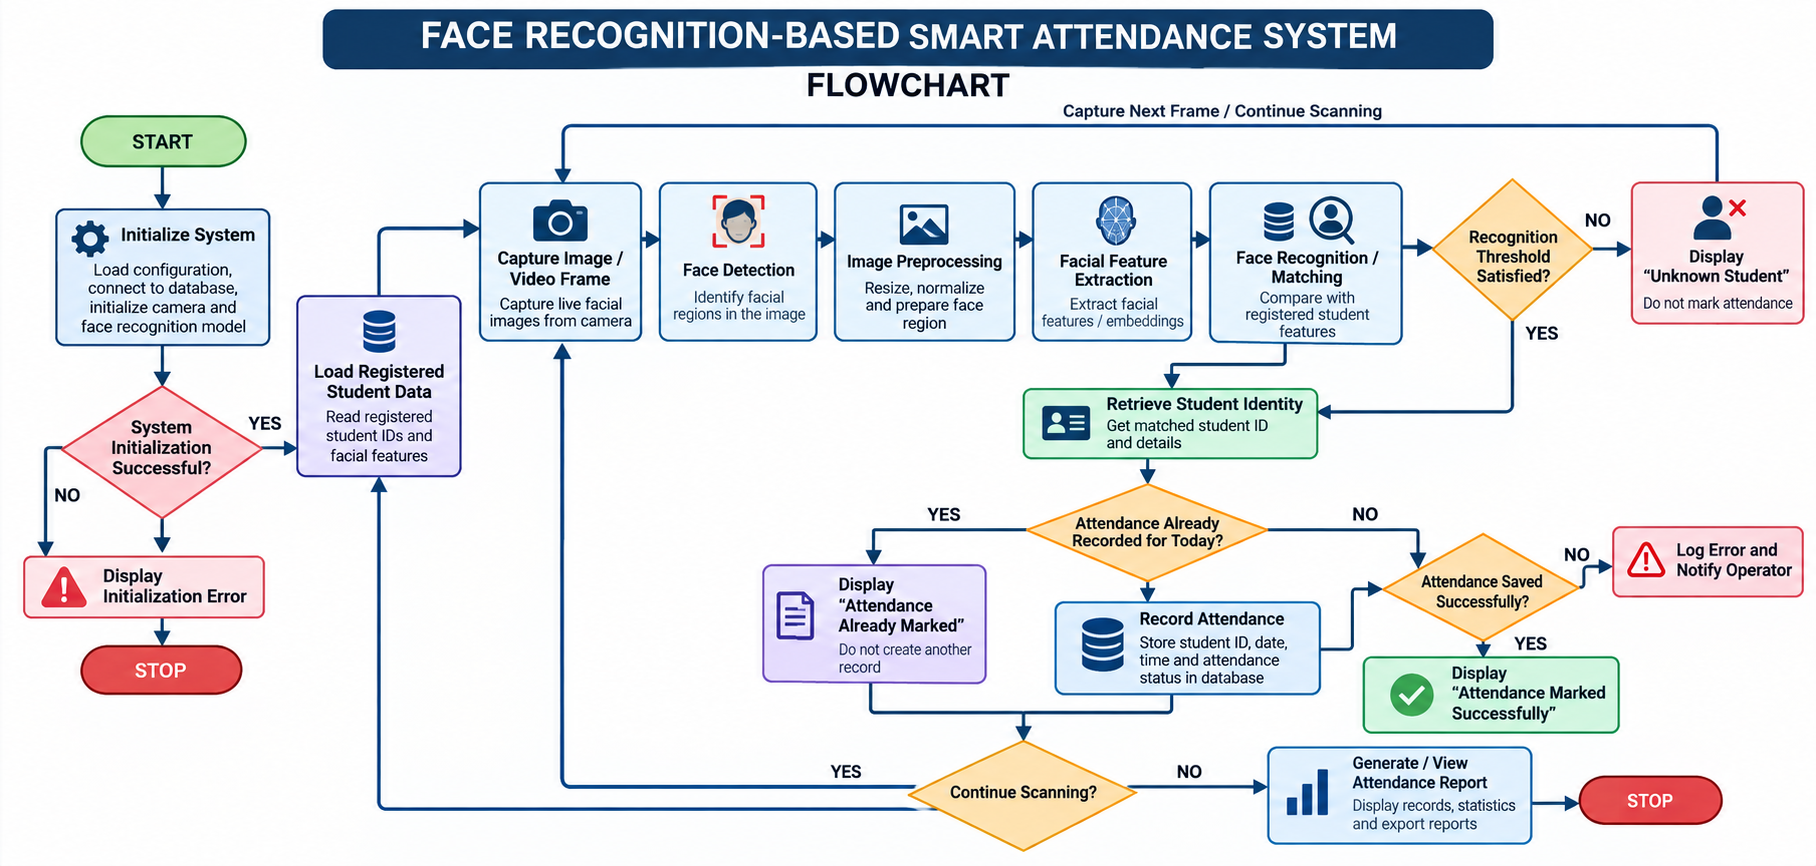 FACE RECOGNITION-BASED SMART ATTENDANCE SYSTEM
FLOWCHART
Capture Next Frame / Continue Scanning
START
Initialize System
Load configuration,
connect to database,
initialize camera and
face recognition model
System
Initialization
Successful?
YES
NO
Display
Initialization Error
STOP
Load Registered
Student Data
Read registered
student IDs and
facial features
Capture Image /
Video Frame
Capture live facial
images from camera
Face Detection
Identify facial
regions in the image
Image Preprocessing
Resize, normalize
and prepare face
region
Facial Feature
Extraction
Extract facial
features / embeddings
Face Recognition /
Matching
Compare with
registered student
features
Recognition
Threshold
Satisfied?
NO
YES
Display
“Unknown Student”
Do not mark attendance
Retrieve Student Identity
Get matched student ID
and details
Attendance Already
Recorded for Today?
YES
NO
Display
“Attendance
Already Marked”
Do not create another
record
Record Attendance
Store student ID, date,
time and attendance
status in database
Attendance Saved
Successfully?
NO
YES
Log Error and
Notify Operator
Display
“Attendance Marked
Successfully”
Continue Scanning?
YES
NO
Generate / View
Attendance Report
Display records, statistics
and export reports
STOP